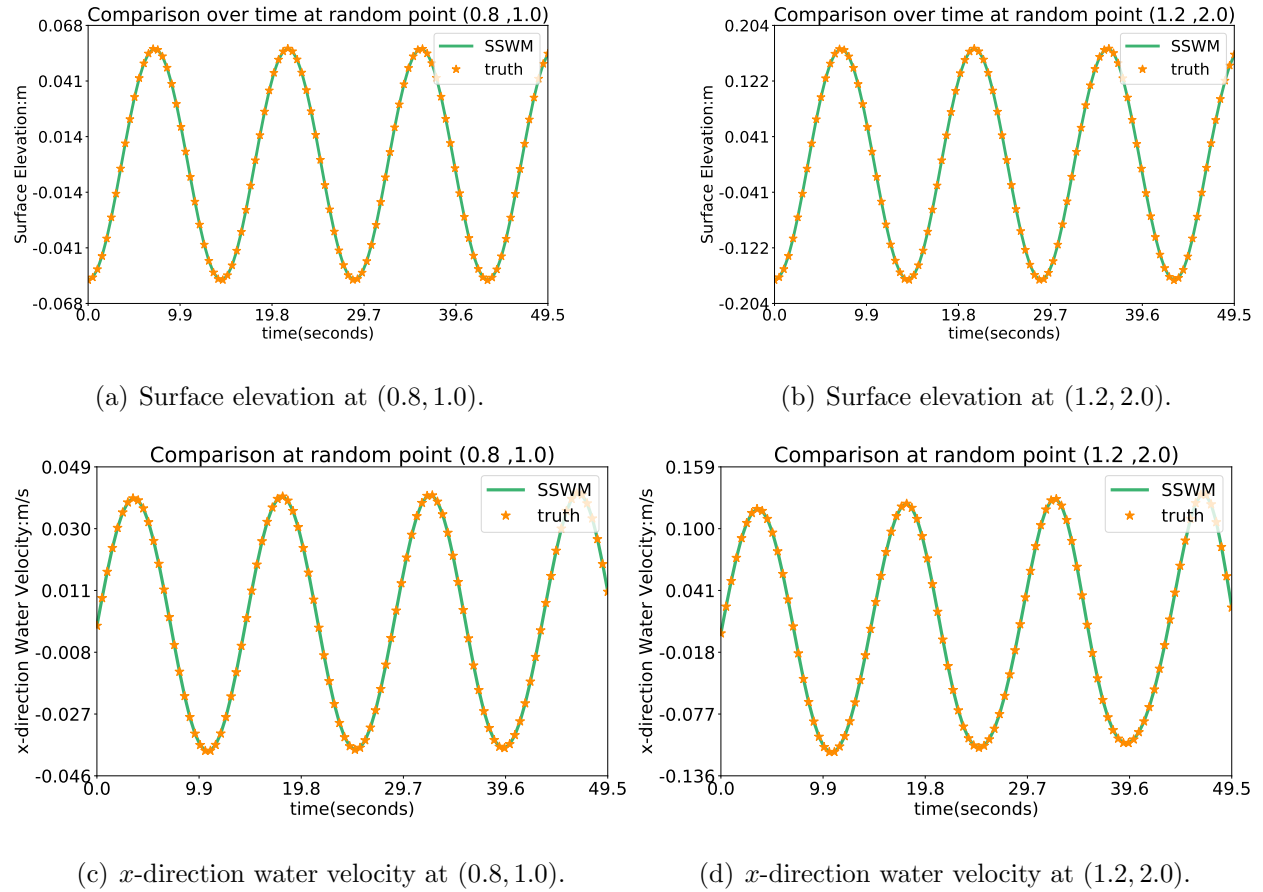 Comparison over time at random point (0.8 ,1.0)
0.068
0.041
0.014
-0.014
-0.041
-0.068
Surface Elevation:m
SSWM
truth
0.0 9.9 19.8 29.7 39.6 49.5
time(seconds)
(a) Surface elevation at (0.8, 1.0).
Comparison over time at random point (1.2 ,2.0)
0.204
0.122
0.041
-0.041
-0.122
-0.204
Surface Elevation:m
SSWM
truth
0.0 9.9 19.8 29.7 39.6 49.5
time(seconds)
(b) Surface elevation at (1.2, 2.0).
Comparison at random point (0.8 ,1.0)
0.049
0.030
0.011
-0.008
-0.027
-0.046
x-direction Water Velocity:m/s
SSWM
truth
0.0 9.9 19.8 29.7 39.6 49.5
time(seconds)
(c) x-direction water velocity at (0.8, 1.0).
Comparison at random point (1.2 ,2.0)
0.159
0.100
0.041
-0.018
-0.077
-0.136
x-direction Water Velocity:m/s
SSWM
truth
0.0 9.9 19.8 29.7 39.6 49.5
time(seconds)
(d) x-direction water velocity at (1.2, 2.0).